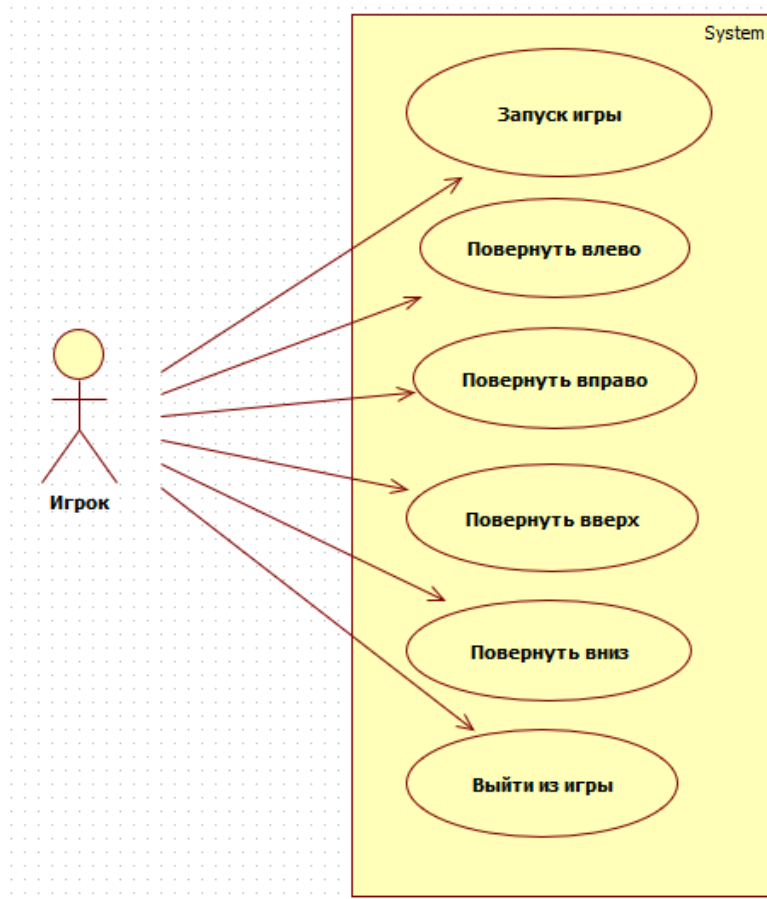 System
Запуск игры
Повернуть влево
Повернуть вправо
Игрок
Повернуть вверх
Повернуть вниз
Выйти из игры